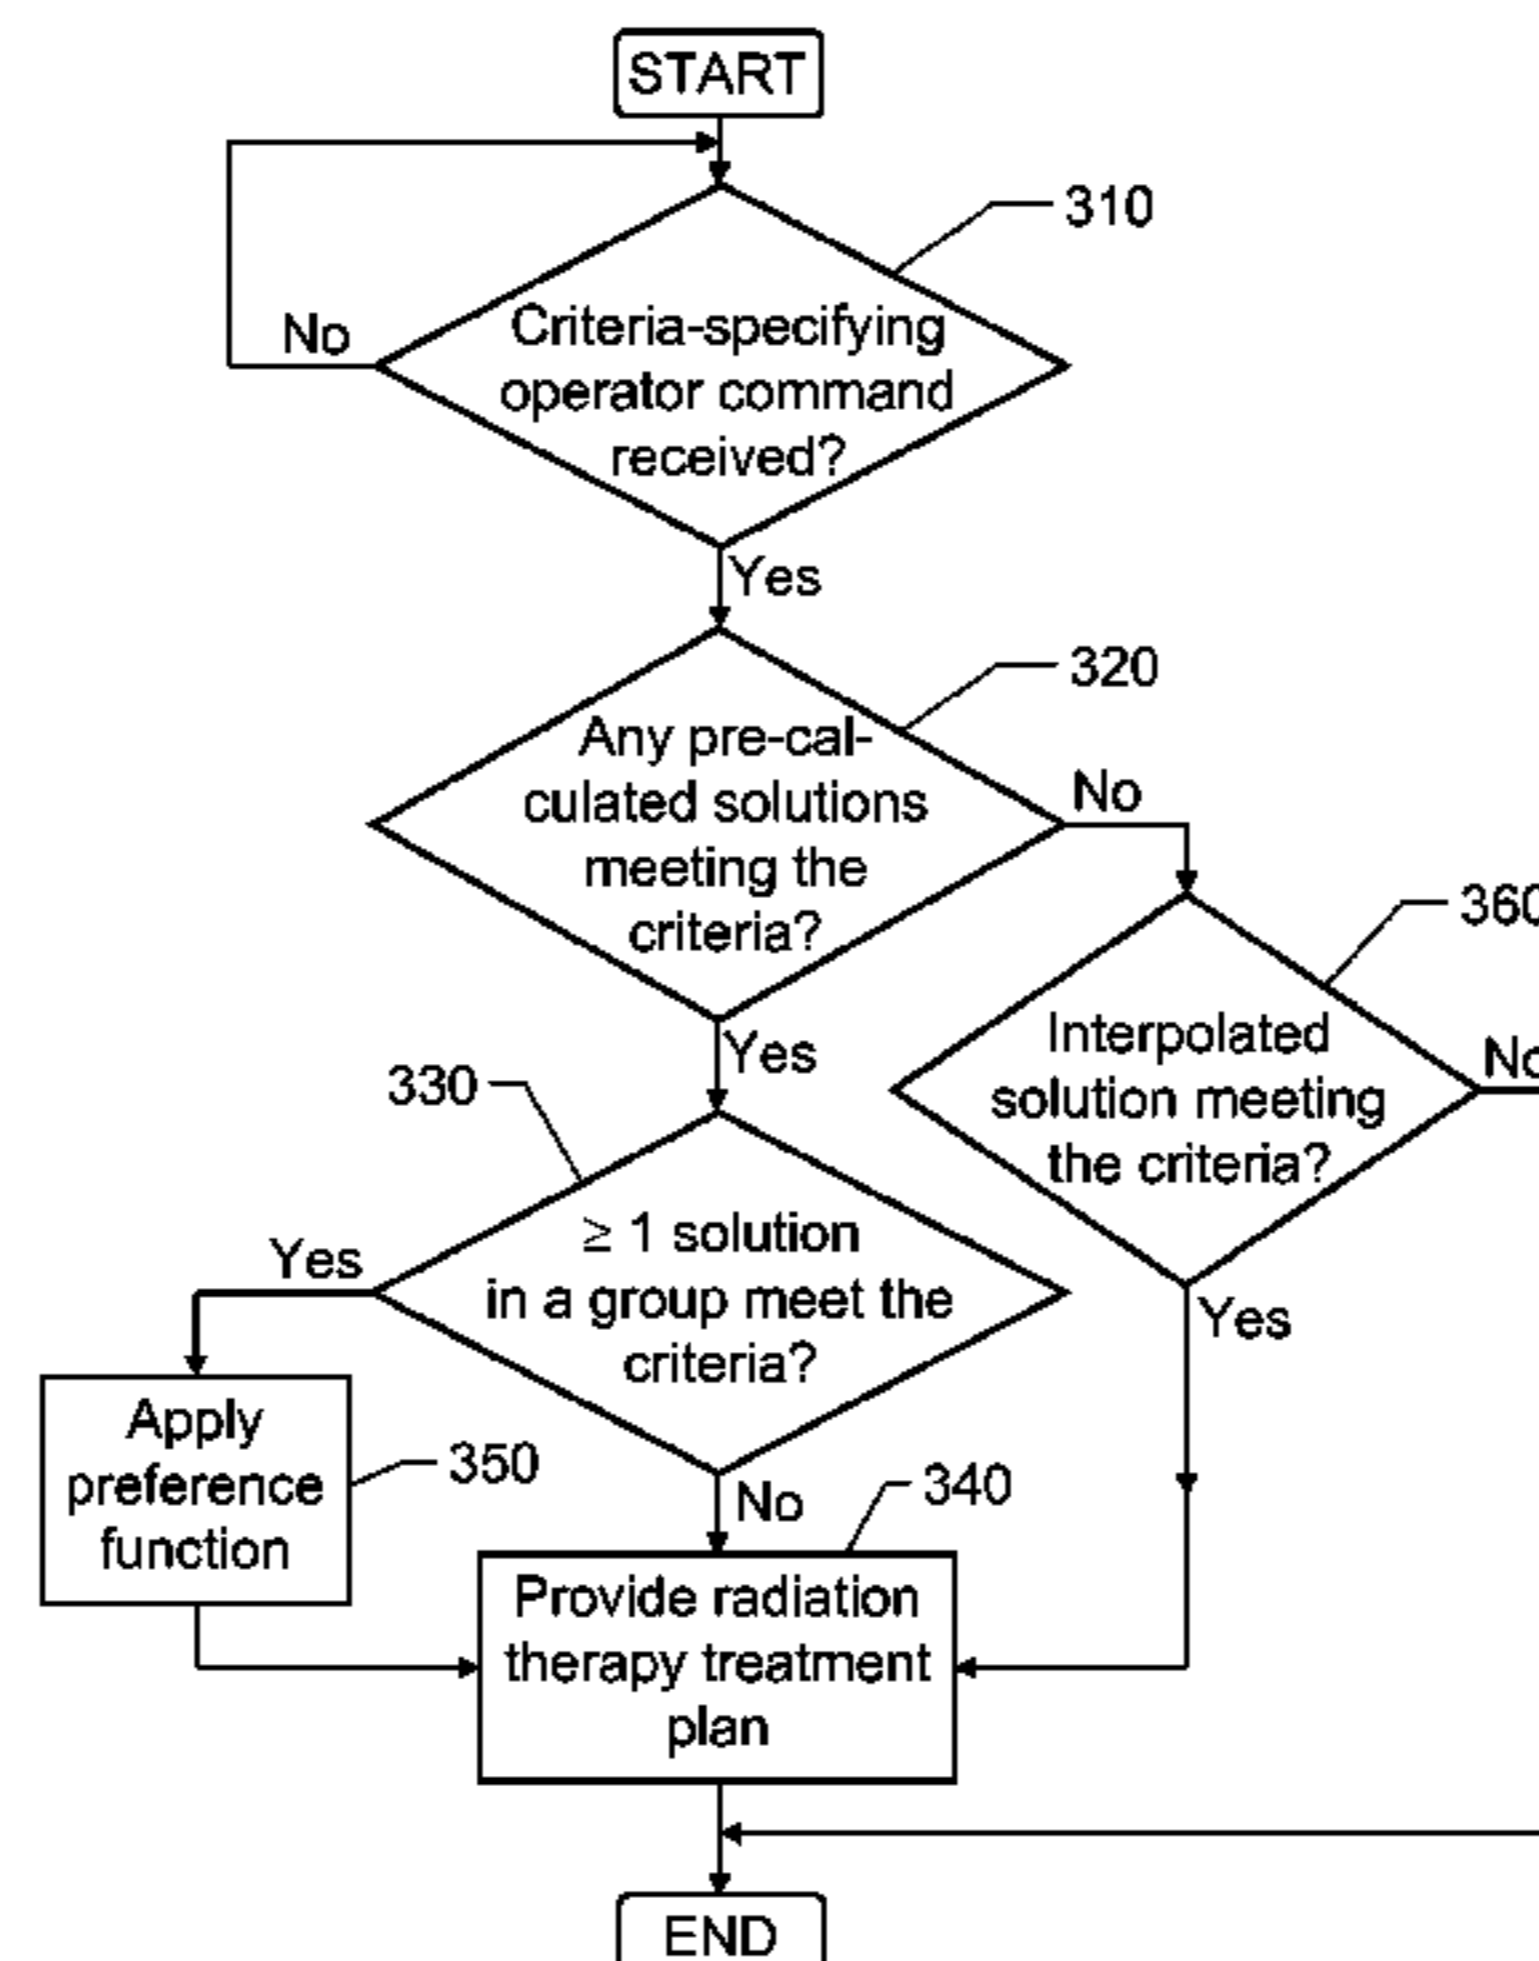 START
310
No
Criteria-specifying
operator command
received?
Yes
320
Any pre-cal-
culated solutions
meeting the
criteria?
No
360
Interpolated
solution meeting
the criteria?
No
Yes
Yes
330
≥ 1 solution
in a group meet the
criteria?
Yes
Apply
preference
function
350
No
340
Provide radiation
therapy treatment
plan
END